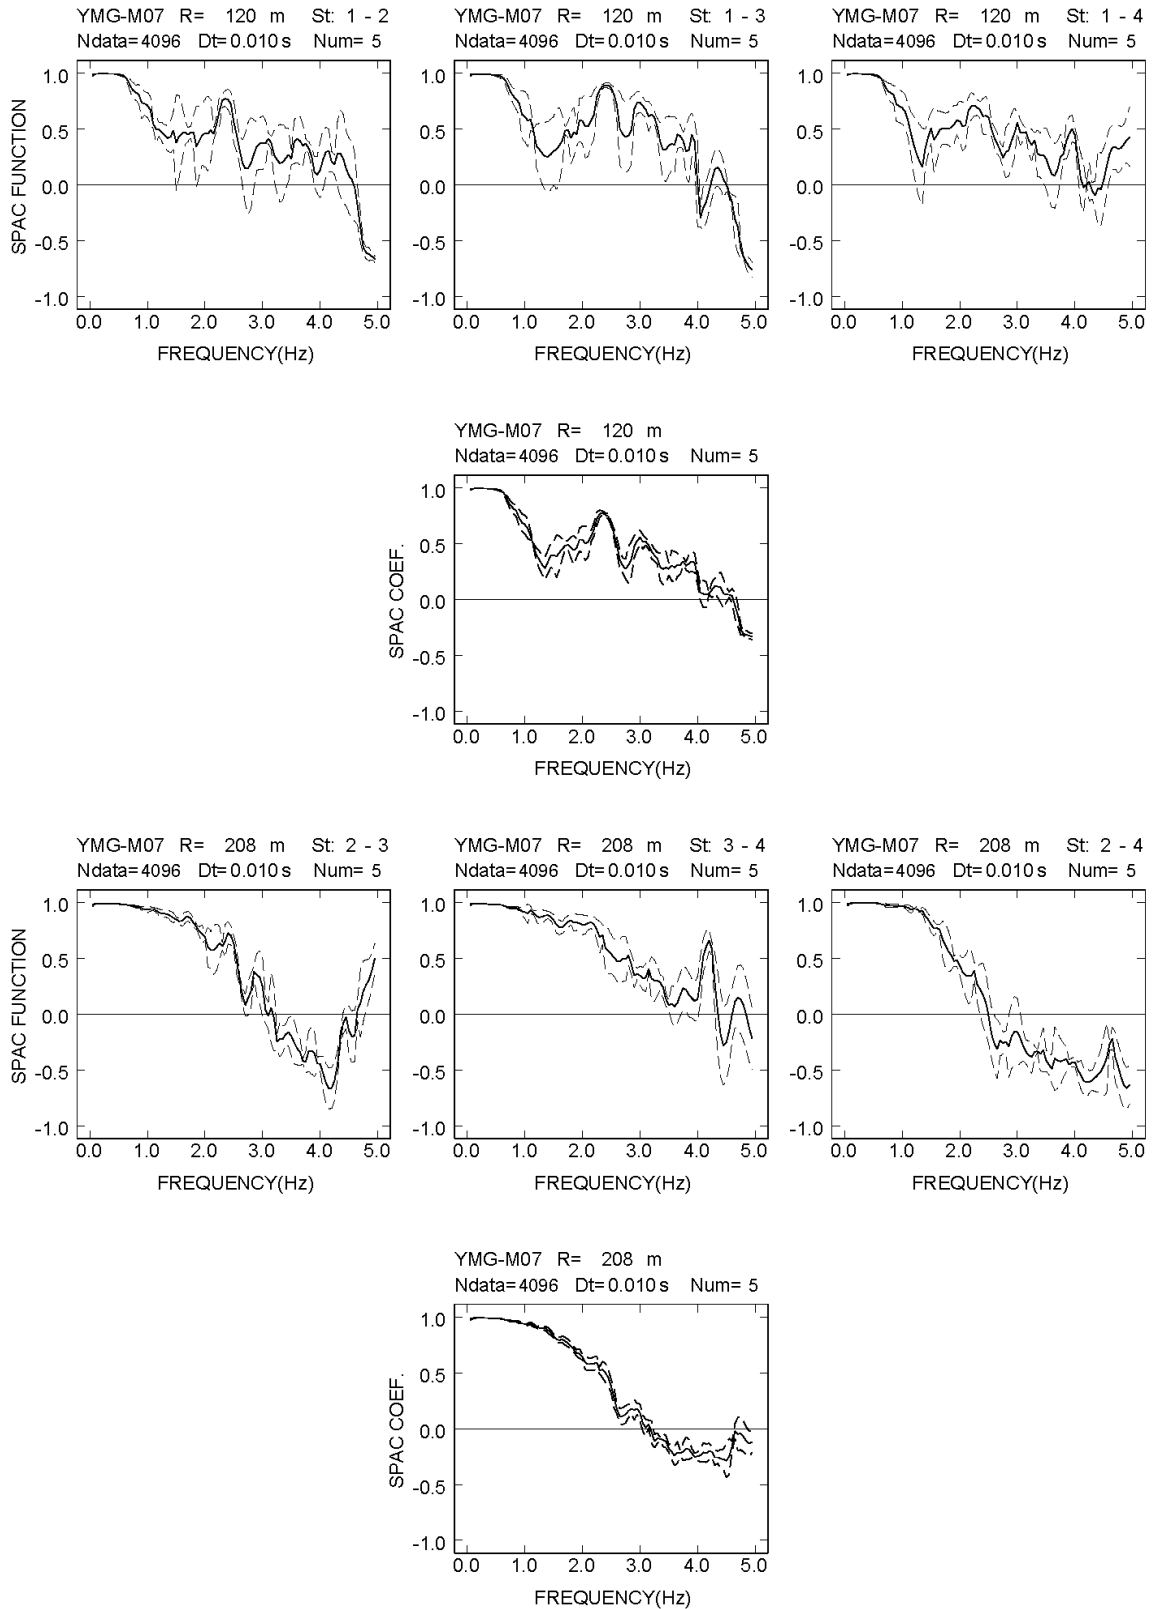 YMG-M07 R= 120 m St: 1 - 2
Ndata=4096 Dt=0.010 s Num= 5
1.0
0.5
0.0
-0.5
-1.0
SPAC FUNCTION
0.0 1.0 2.0 3.0 4.0 5.0
FREQUENCY(Hz)
YMG-M07 R= 120 m St: 1 - 3
Ndata=4096 Dt=0.010 s Num= 5
1.0
0.5
0.0
-0.5
-1.0
0.0 1.0 2.0 3.0 4.0 5.0
FREQUENCY(Hz)
YMG-M07 R= 120 m St: 1 - 4
Ndata=4096 Dt=0.010 s Num= 5
1.0
0.5
0.0
-0.5
-1.0
0.0 1.0 2.0 3.0 4.0 5.0
FREQUENCY(Hz)
YMG-M07 R= 120 m
Ndata=4096 Dt=0.010 s Num= 5
1.0
0.5
0.0
-0.5
-1.0
SPAC COEF.
0.0 1.0 2.0 3.0 4.0 5.0
FREQUENCY(Hz)
YMG-M07 R= 208 m St: 2 - 3
Ndata=4096 Dt=0.010 s Num= 5
1.0
0.5
0.0
-0.5
-1.0
SPAC FUNCTION
0.0 1.0 2.0 3.0 4.0 5.0
FREQUENCY(Hz)
YMG-M07 R= 208 m St: 3 - 4
Ndata=4096 Dt=0.010 s Num= 5
1.0
0.5
0.0
-0.5
-1.0
0.0 1.0 2.0 3.0 4.0 5.0
FREQUENCY(Hz)
YMG-M07 R= 208 m St: 2 - 4
Ndata=4096 Dt=0.010 s Num= 5
1.0
0.5
0.0
-0.5
-1.0
0.0 1.0 2.0 3.0 4.0 5.0
FREQUENCY(Hz)
YMG-M07 R= 208 m
Ndata=4096 Dt=0.010 s Num= 5
1.0
0.5
0.0
-0.5
-1.0
SPAC COEF.
0.0 1.0 2.0 3.0 4.0 5.0
FREQUENCY(Hz)